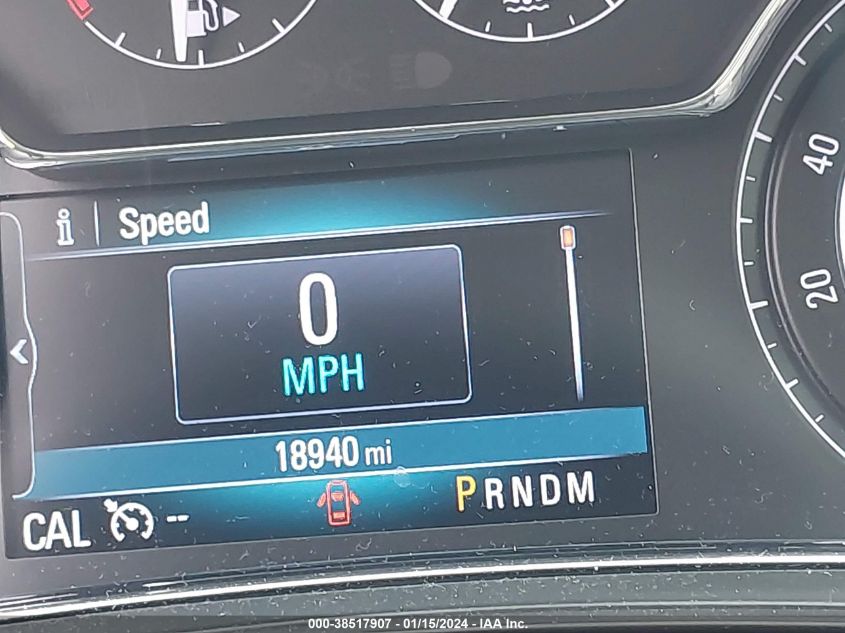 i | Speed
0
MPH
18940 mi
CAL --
PRNDM
40
20
000-38517907 - 01/15/2024 - IAA Inc.